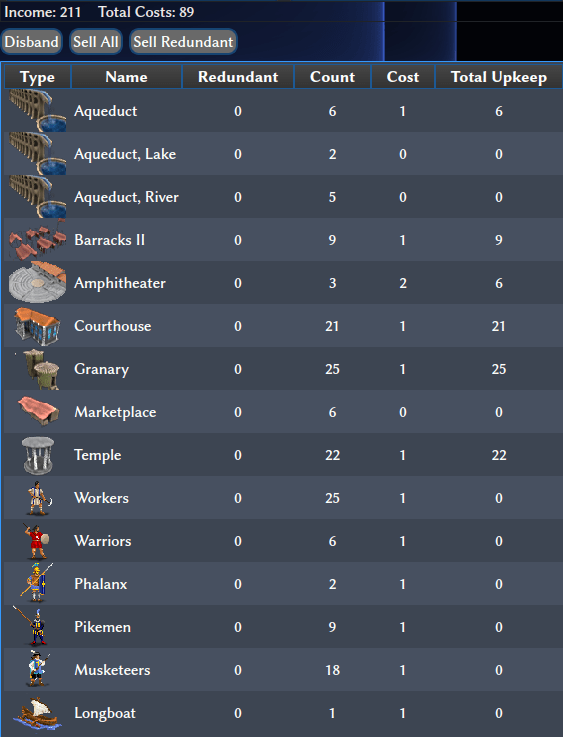 Income: 211 Total Costs: 89
Disband Sell All Sell Redundant
Type Name Redundant Count Cost Total Upkeep
Aqueduct 0 6 1 6
Aqueduct, Lake 0 2 0 0
Aqueduct, River 0 5 0 0
Barracks II 0 9 1 9
Amphitheater 0 3 2 6
Courthouse 0 21 1 21
Granary 0 25 1 25
Marketplace 0 6 0 0
Temple 0 22 1 22
Workers 0 25 1 0
Warriors 0 6 1 0
Phalanx 0 2 1 0
Pikemen 0 9 1 0
Musketeers 0 18 1 0
Longboat 0 1 1 0